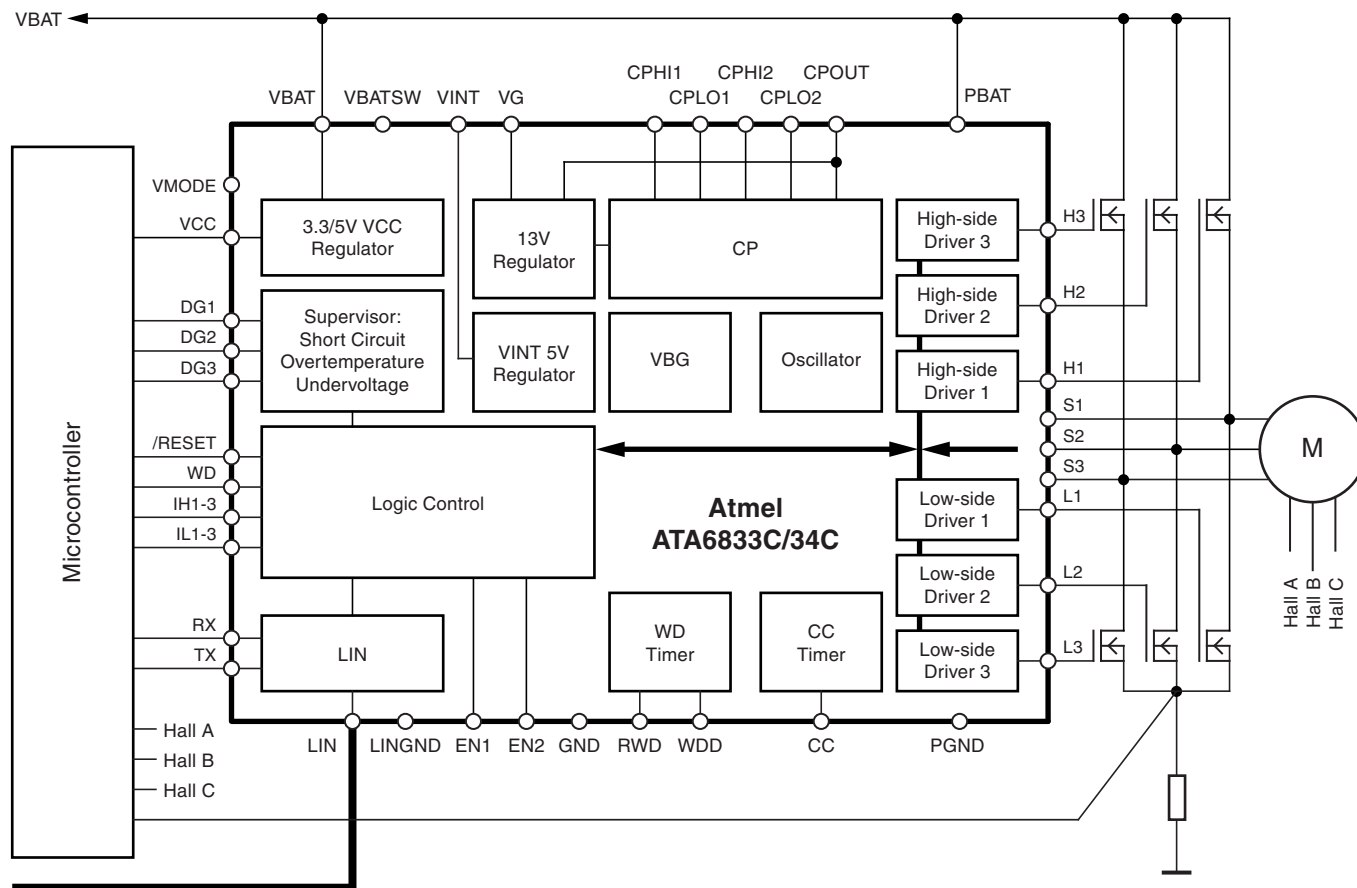 VBAT
CPHI1
CPHI2
CPOUT
VBAT
VBATSW
VINT
VG
CPLO1
CPLO2
PBAT
VMODE
VCC
3.3/5V VCC
Regulator
13V
Regulator
CP
High-side
Driver 3
H3
High-side
Driver 2
H2
DG1
DG2
DG3
Supervisor:
Short Circuit
Overtemperature
Undervoltage
VINT 5V
Regulator
VBG
Oscillator
High-side
Driver 1
H1
S1
S2
S3
M
Microcontroller
/RESET
WD
IH1-3
IL1-3
Logic Control
Atmel
ATA6833C/34C
Low-side
Driver 1
L1
Low-side
Driver 2
L2
Hall A
Hall B
Hall C
RX
TX
LIN
WD
Timer
CC
Timer
Low-side
Driver 3
L3
Hall A
Hall B
Hall C
LIN
LINGND
EN1
EN2
GND
RWD
WDD
CC
PGND